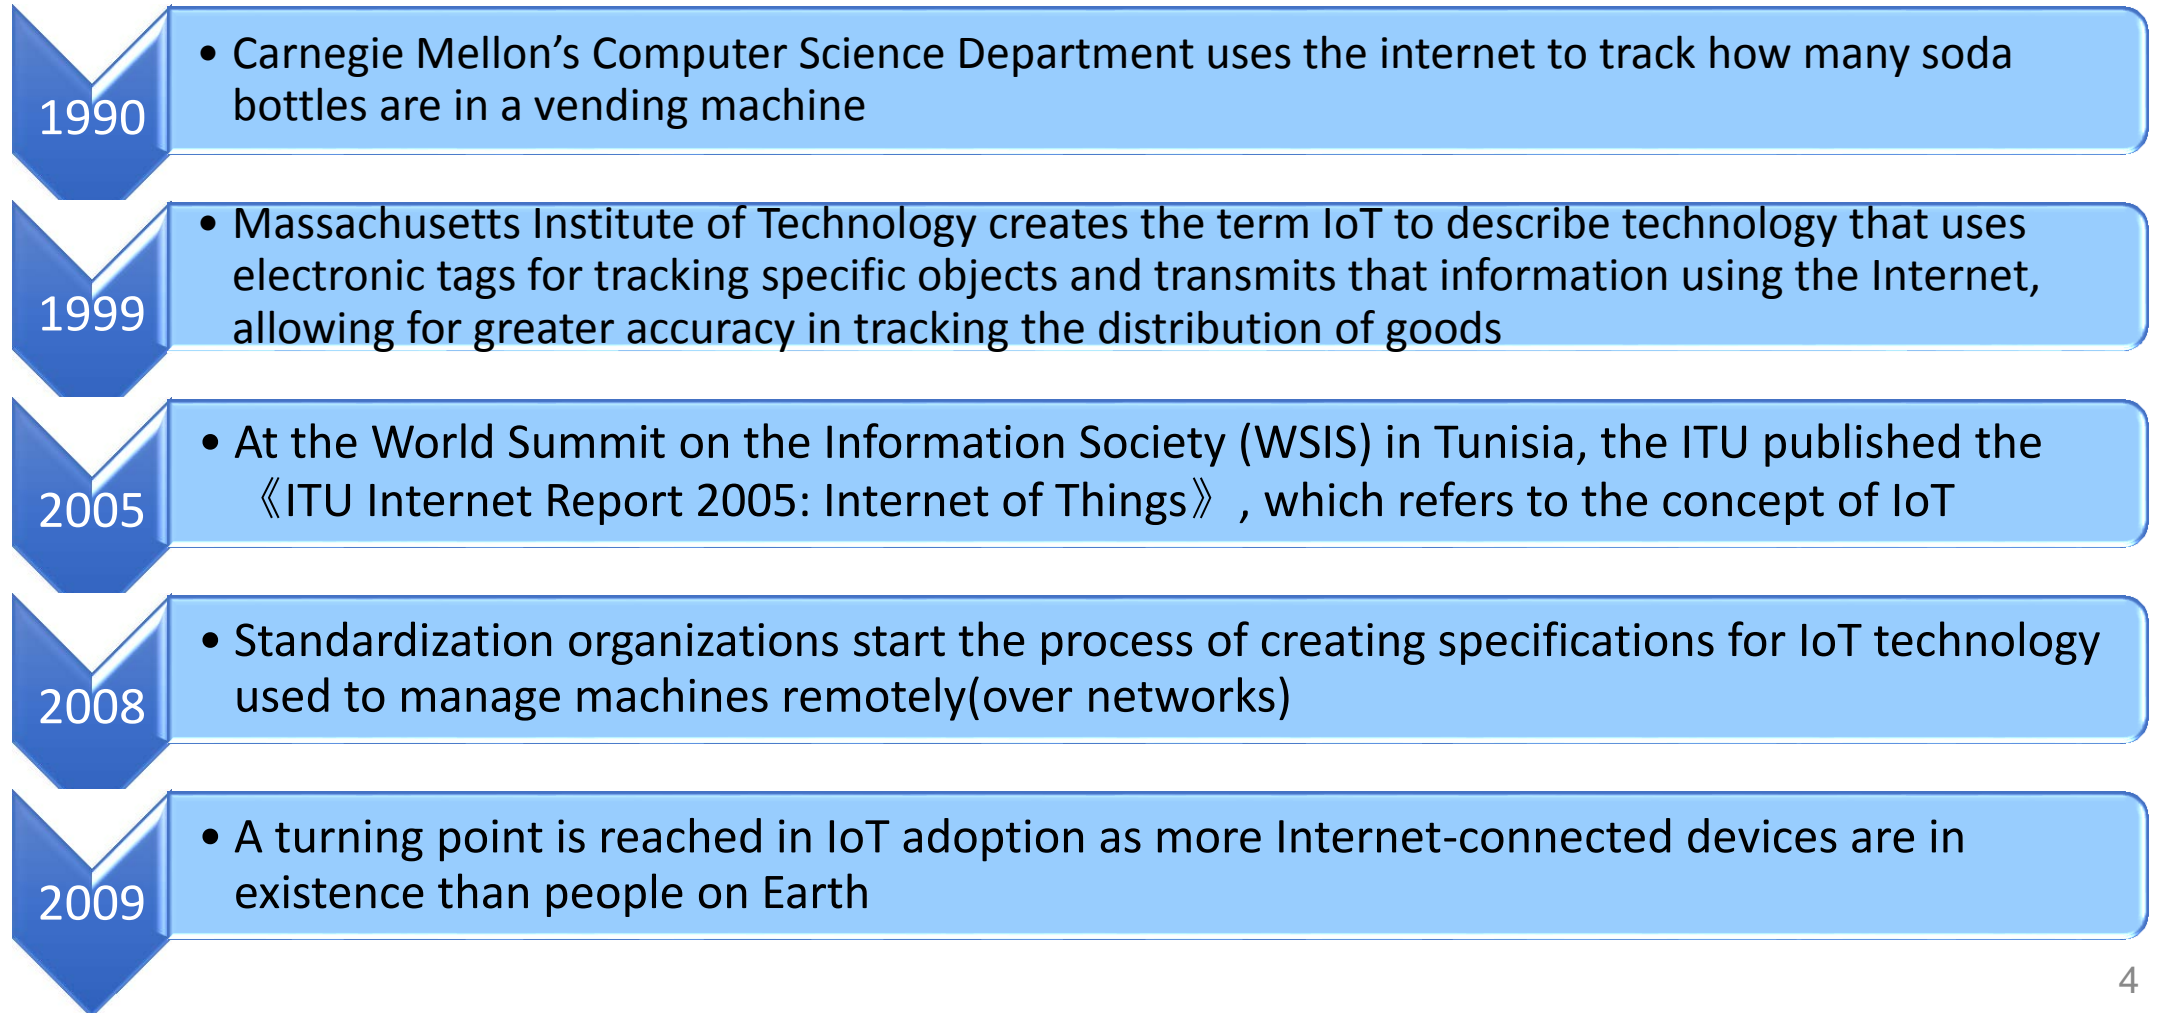 1990
• Carnegie Mellon’s Computer Science Department uses the internet to track how many soda
bottles are in a vending machine
1999
• Massachusetts Institute of Technology creates the term IoT to describe technology that uses
electronic tags for tracking specific objects and transmits that information using the Internet,
allowing for greater accuracy in tracking the distribution of goods
2005
• At the World Summit on the Information Society (WSIS) in Tunisia, the ITU published the
《ITU Internet Report 2005: Internet of Things》, which refers to the concept of IoT
2008
• Standardization organizations start the process of creating specifications for IoT technology
used to manage machines remotely(over networks)
2009
• A turning point is reached in IoT adoption as more Internet-connected devices are in
existence than people on Earth
4